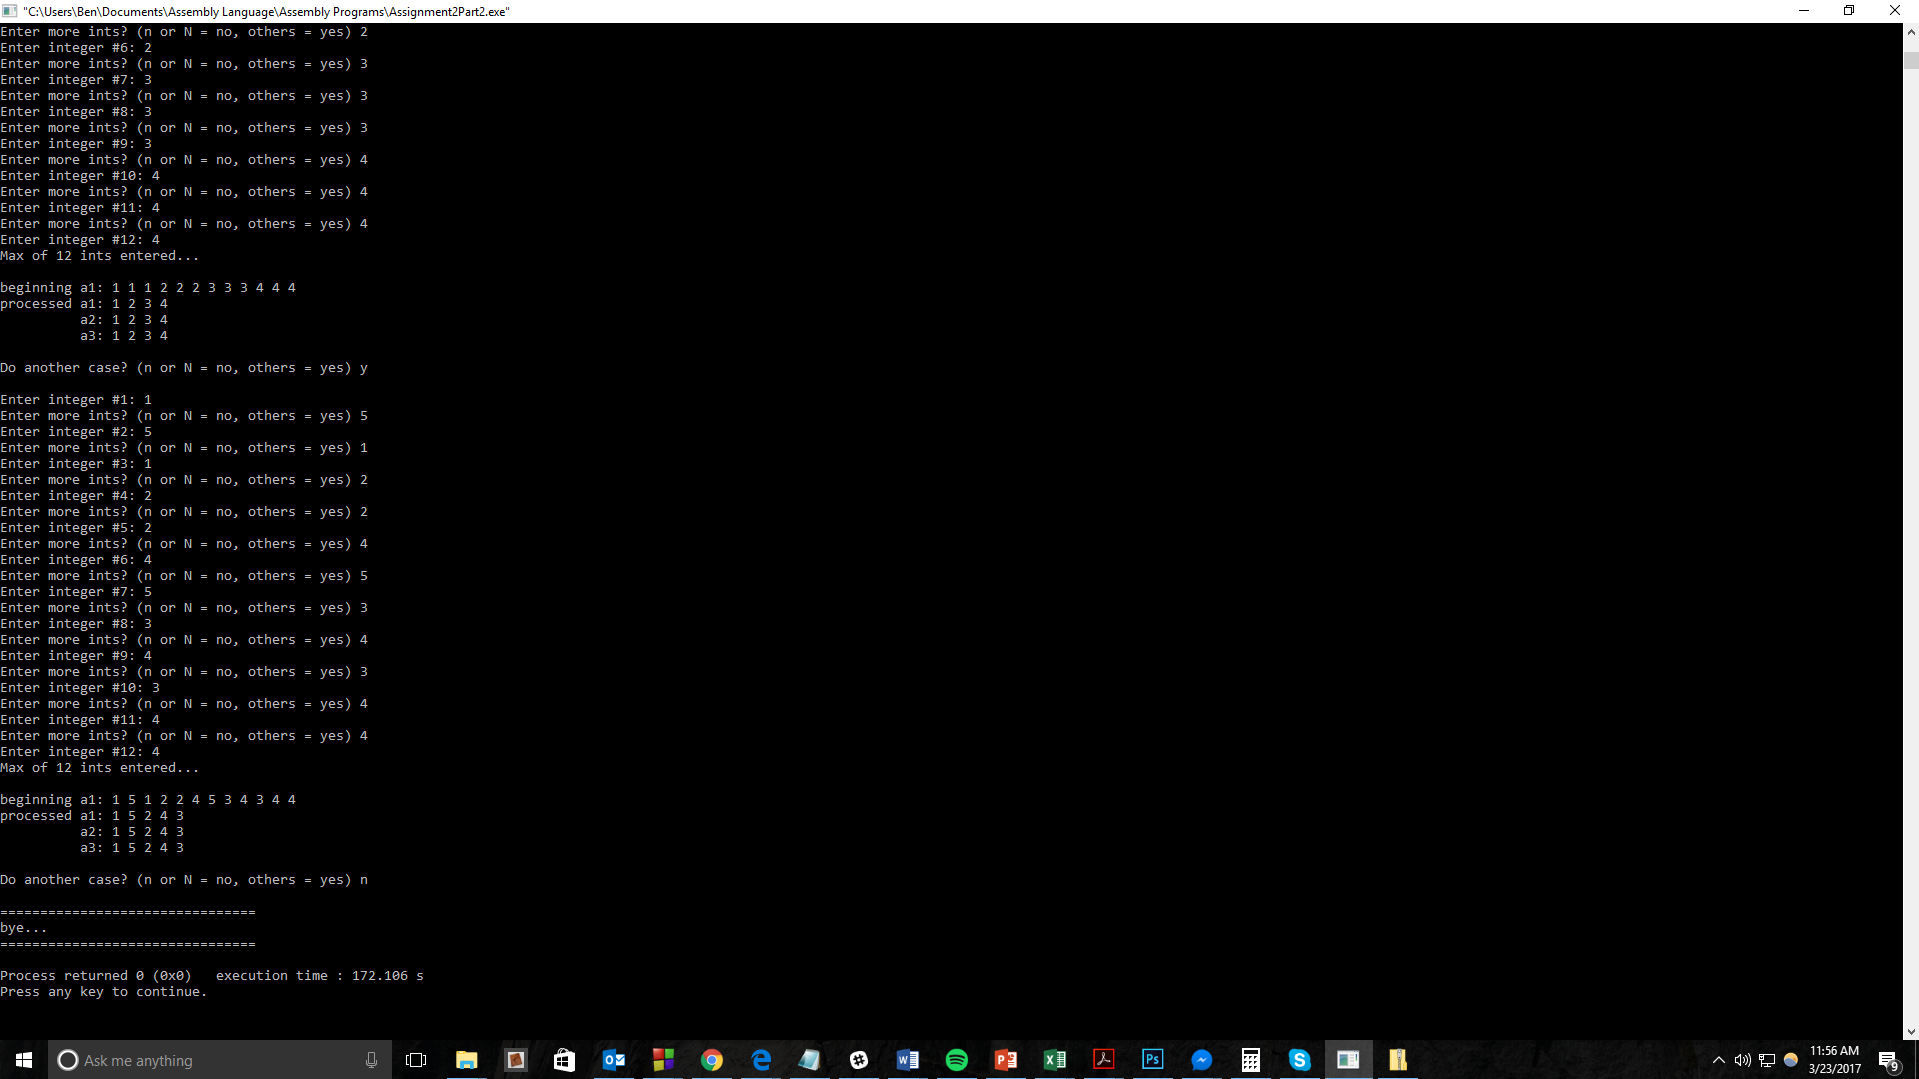 "C:\Users\Ben\Documents\Assembly Language\Assembly Programs\Assignment2Part2.exe"
Enter more ints? (n or N = no, others = yes) 2
Enter integer #6: 2
Enter more ints? (n or N = no, others = yes) 3
Enter integer #7: 3
Enter more ints? (n or N = no, others = yes) 3
Enter integer #8: 3
Enter more ints? (n or N = no, others = yes) 3
Enter integer #9: 3
Enter more ints? (n or N = no, others = yes) 4
Enter integer #10: 4
Enter more ints? (n or N = no, others = yes) 4
Enter integer #11: 4
Enter more ints? (n or N = no, others = yes) 4
Enter integer #12: 4
Max of 12 ints entered...
beginning a1: 1 1 1 2 2 2 3 3 3 4 4 4
processed a1: 1 2 3 4
a2: 1 2 3 4
a3: 1 2 3 4
Do another case? (n or N = no, others = yes) y
Enter integer #1: 1
Enter more ints? (n or N = no, others = yes) 5
Enter integer #2: 5
Enter more ints? (n or N = no, others = yes) 1
Enter integer #3: 1
Enter more ints? (n or N = no, others = yes) 2
Enter integer #4: 2
Enter more ints? (n or N = no, others = yes) 2
Enter integer #5: 2
Enter more ints? (n or N = no, others = yes) 4
Enter integer #6: 4
Enter more ints? (n or N = no, others = yes) 5
Enter integer #7: 5
Enter more ints? (n or N = no, others = yes) 3
Enter integer #8: 3
Enter more ints? (n or N = no, others = yes) 4
Enter integer #9: 4
Enter more ints? (n or N = no, others = yes) 3
Enter integer #10: 3
Enter more ints? (n or N = no, others = yes) 4
Enter integer #11: 4
Enter more ints? (n or N = no, others = yes) 4
Enter integer #12: 4
Max of 12 ints entered...
beginning a1: 1 5 1 2 2 4 5 3 4 3 4 4
processed a1: 1 5 2 4 3
a2: 1 5 2 4 3
a3: 1 5 2 4 3
Do another case? (n or N = no, others = yes) n
================================
bye...
================================
Process returned 0 (0x0)   execution time : 172.106 s
Press any key to continue.
Ask me anything
11:56 AM
3/23/2017
9